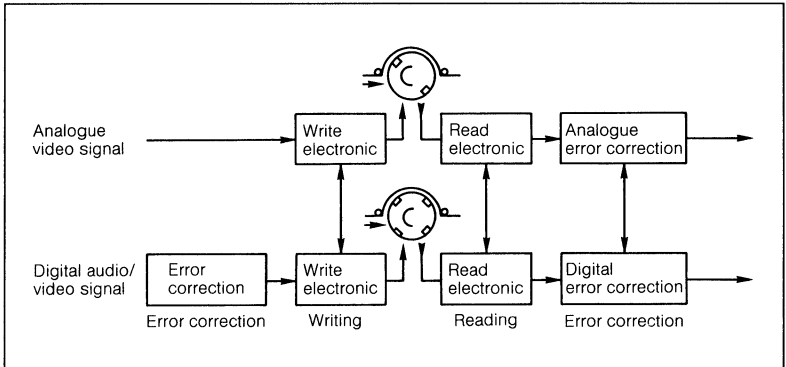 Analogue
video signal
Write
electronic
Read
electronic
Analogue
error correction
Digital audio/
video signal
Error
correction
Write
electronic
Read
electronic
Digital
error correction
Error correction
Writing
Reading
Error correction